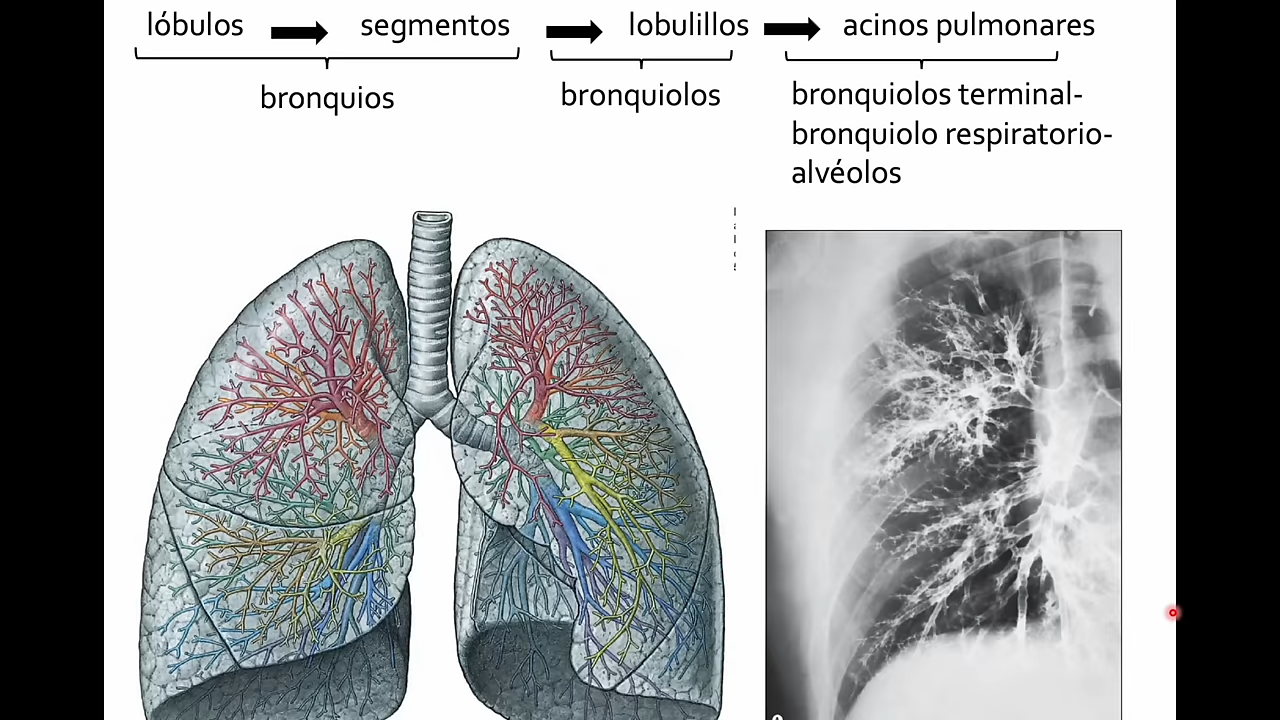 lóbulos segmentos lobulillos acinos pulmonares
bronquios bronquiolos bronquiolos terminal-
bronquiolo respiratorio-
alvéolos